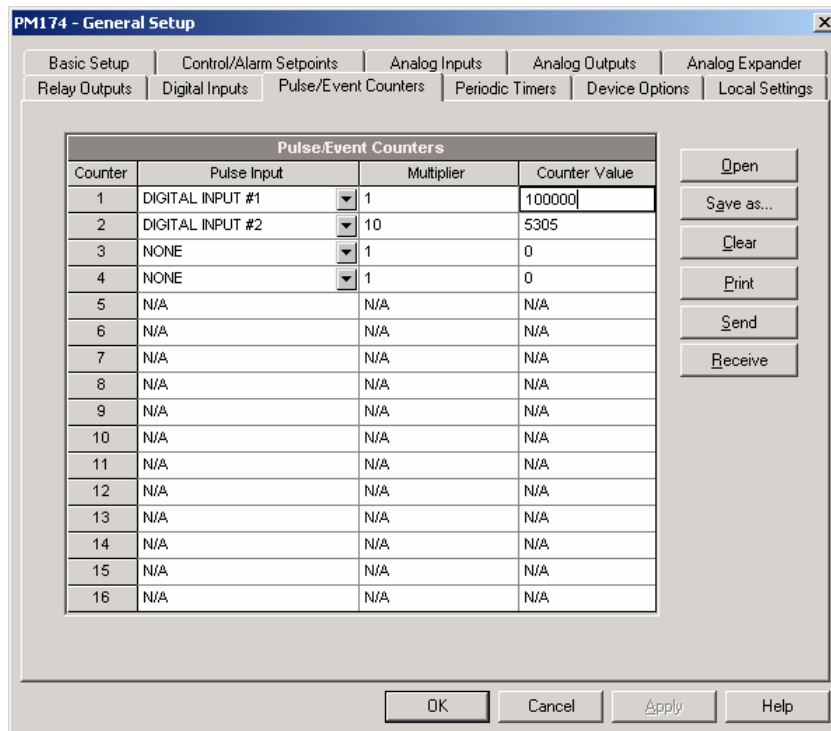 PM174 - General Setup
Basic Setup Control/Alarm Setpoints Analog Inputs Analog Outputs Analog Expander
Relay Outputs Digital Inputs Pulse/Event Counters Periodic Timers Device Options Local Settings
Pulse/Event Counters
Counter Pulse Input Multiplier Counter Value
1 DIGITAL INPUT #1 1 100000
2 DIGITAL INPUT #2 10 5305
3 NONE 1 0
4 NONE 1 0
5 N/A N/A N/A
6 N/A N/A N/A
7 N/A N/A N/A
8 N/A N/A N/A
9 N/A N/A N/A
10 N/A N/A N/A
11 N/A N/A N/A
12 N/A N/A N/A
13 N/A N/A N/A
14 N/A N/A N/A
15 N/A N/A N/A
16 N/A N/A N/A
Open
Save as...
Clear
Print
Send
Receive
OK Cancel Apply Help